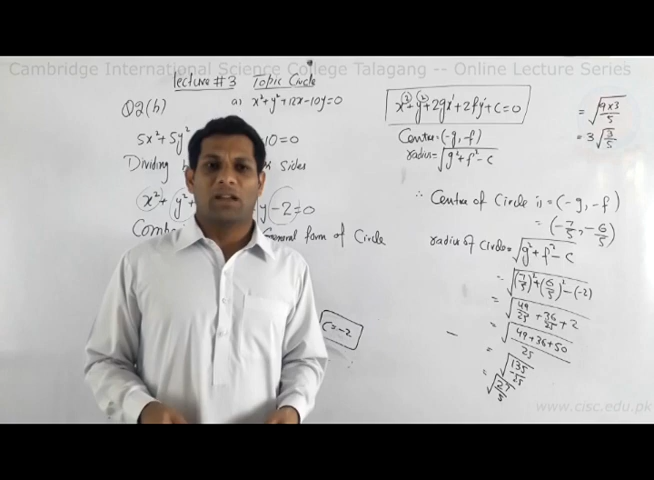 Cambridge International Science College Talagang -- Online Lecture Series
Lecture # 3 Topic Circle
Q2(b) a) x²+y²+12x-10y=0
5x²+5y² 10=0
Dividing b sides
x²+ y²+ y-2=0
Comp General form of Circle
C=-2
x²+y²+2gx+2fy+c=0
Centre=(-g,-f)
radius=√g²+f²-c
∴ Centre of Circle is =(-g,-f)
=(-7/5,-6/5)
radius of Circle=√g²+f²-c
=√(7/5)²+(6/5)²-(-2)
=√49/25+36/25+2
=√49+36+50/25
=√135/25
=√27/5
=√9×3/5
=3√3/5
www.cisc.edu.pk